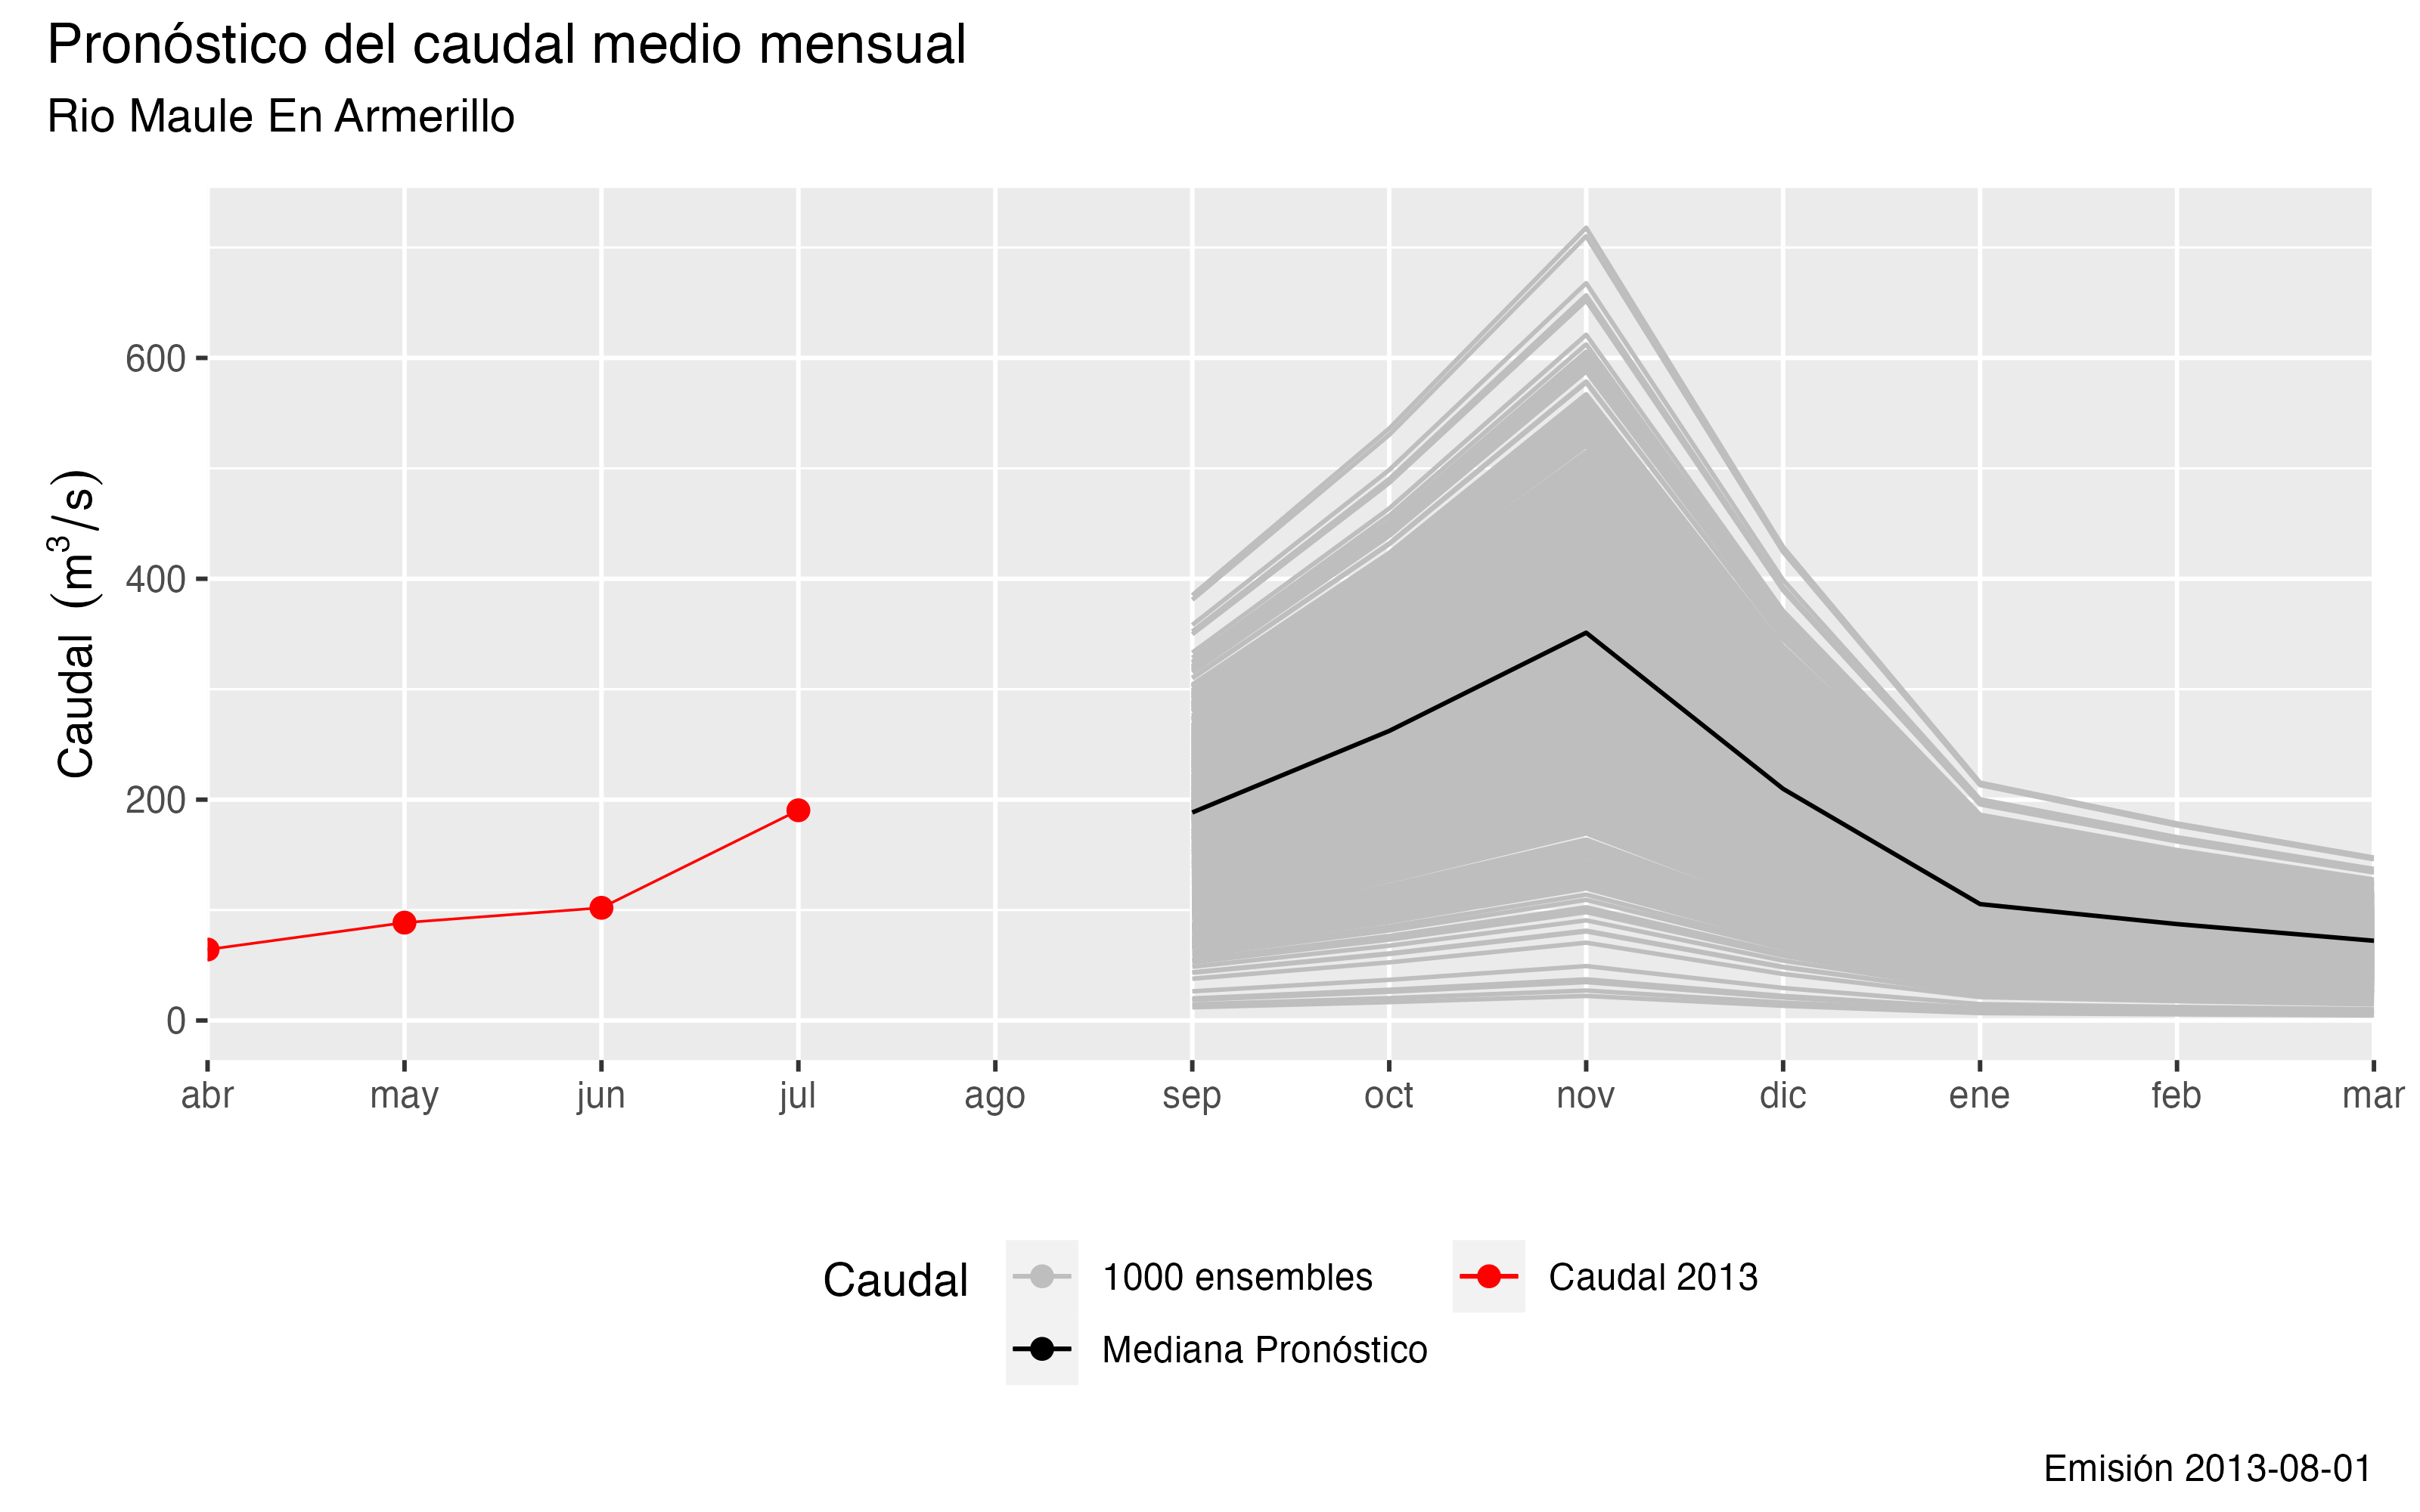 Pronóstico del caudal medio mensual
Rio Maule En Armerillo
Caudal (m³/s)
600
400
200
0
abr may jun jul ago sep oct nov dic ene feb mar
Caudal
1000 ensembles
Mediana Pronóstico
Caudal 2013
Emisión 2013-08-01